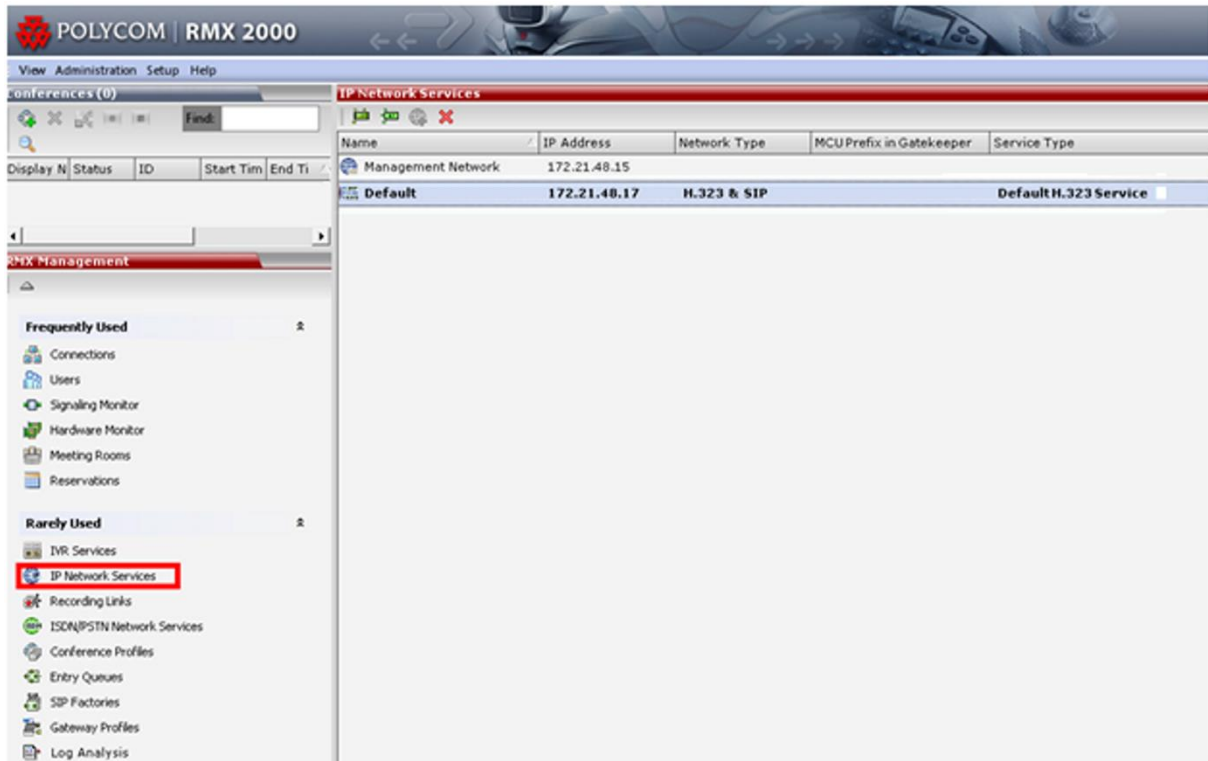 POLYCOM | RMX 2000
View Administration Setup Help
Conferences (0)
Find:
Display N Status ID Start Tim End Ti
RMX Management
Frequently Used
Connections
Users
Signaling Monitor
Hardware Monitor
Meeting Rooms
Reservations
Rarely Used
IVR Services
IP Network Services
Recording Links
ISDN/PSTN Network Services
Conference Profiles
Entry Queues
SIP Factories
Gateway Profiles
Log Analysis
IP Network Services
Name IP Address Network Type MCU Prefix in Gatekeeper Service Type
Management Network 172.21.48.15
Default 172.21.48.17 H.323 & SIP Default H.323 Service